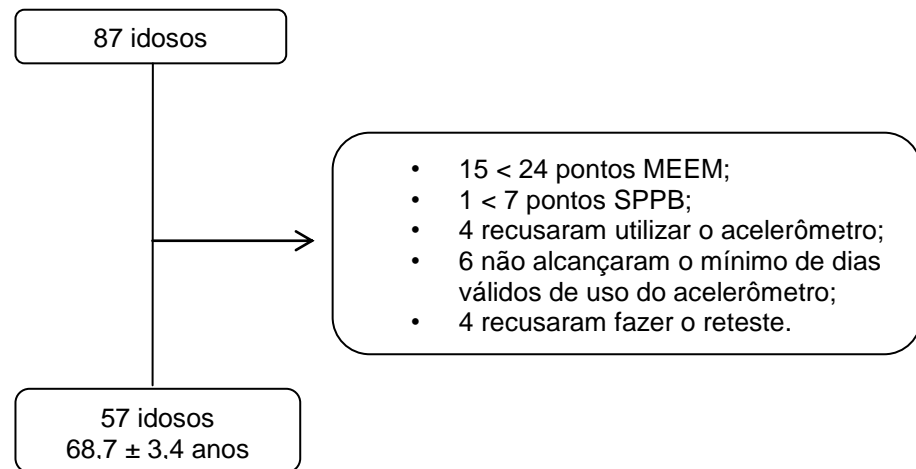 87 idosos
• 15 < 24 pontos MEEM;
• 1 < 7 pontos SPPB;
• 4 recusaram utilizar o acelerômetro;
• 6 não alcançaram o mínimo de dias
válidos de uso do acelerômetro;
• 4 recusaram fazer o reteste.
57 idosos
68,7 ± 3,4 anos